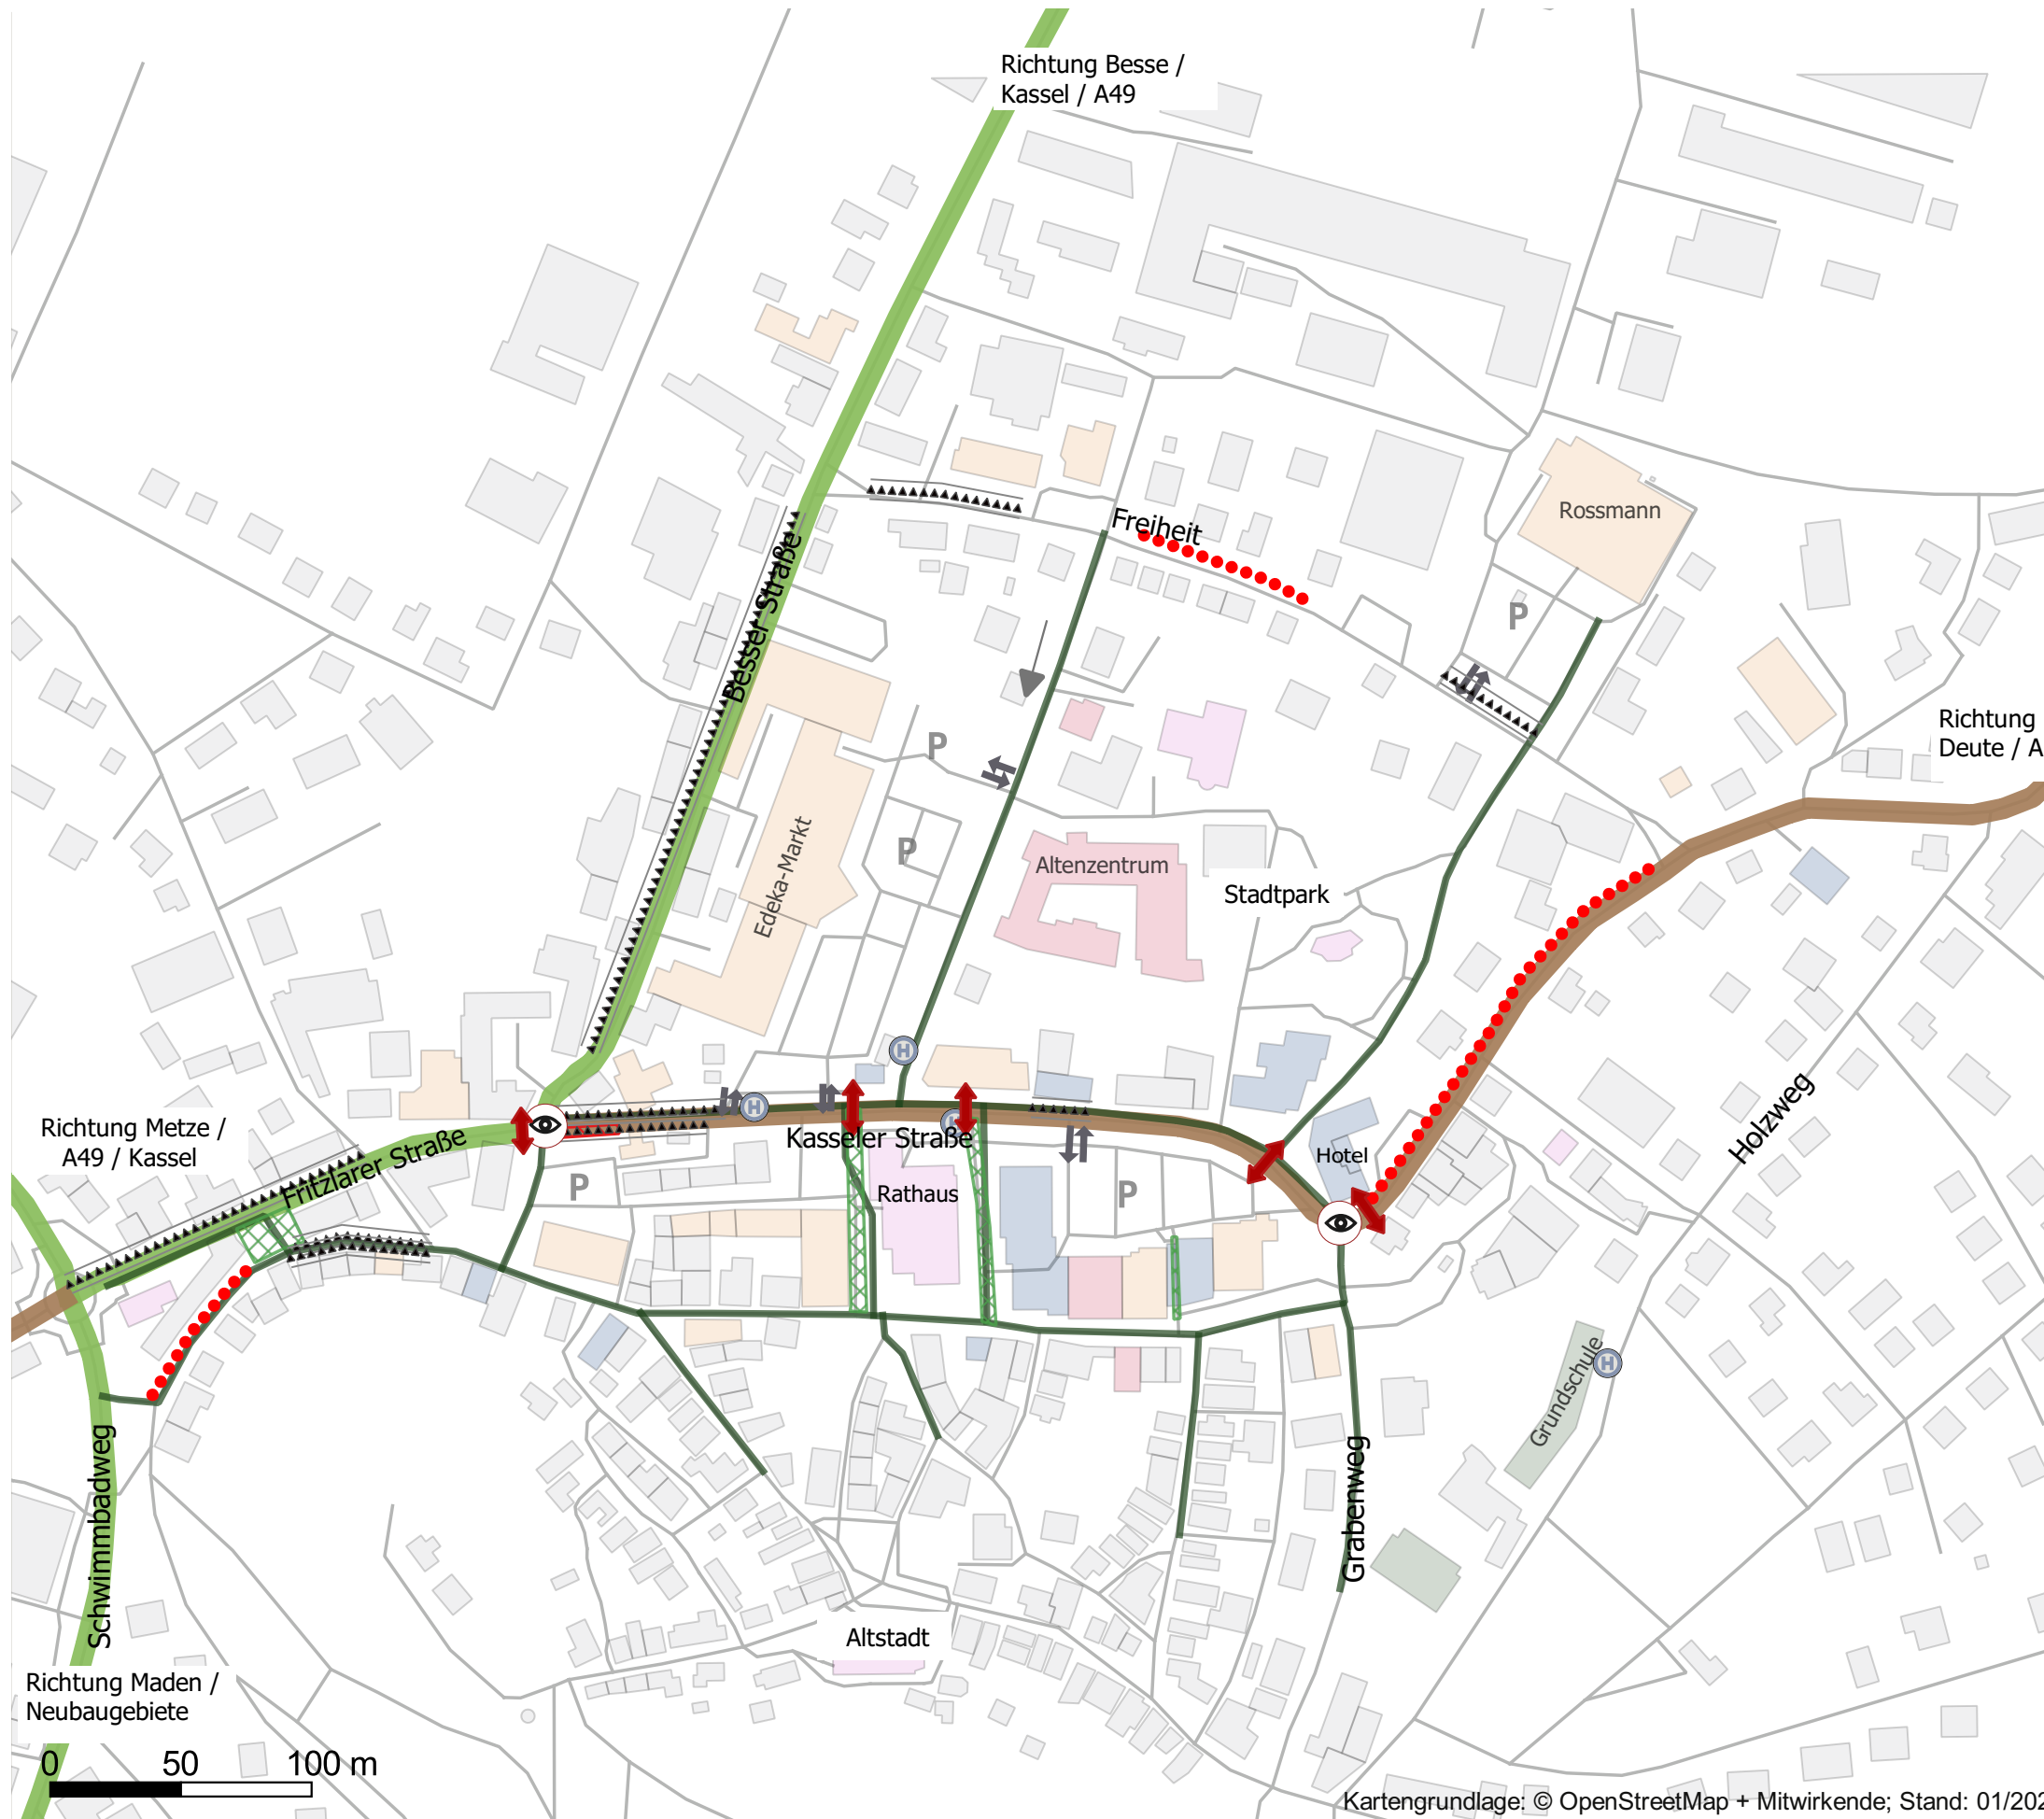 Richtung Besse /
Kassel / A49
Rossmann
Freiheit
P
Besser Straße
P
Richtung
Deute / A
Edeka-Markt
P
Altenzentrum
Stadtpark
H
H
H
Richtung Metze /
A49 / Kassel
Fritzlarer Straße
Kasseler Straße
Hotel
Holzweg
P
Rathaus
P
Grundschule
H
Schwimmbadweg
Grabenweg
Altstadt
Richtung Maden /
Neubaugebiete
0 50 100 m
Kartengrundlage: © OpenStreetMap + Mitwirkende; Stand: 01/202